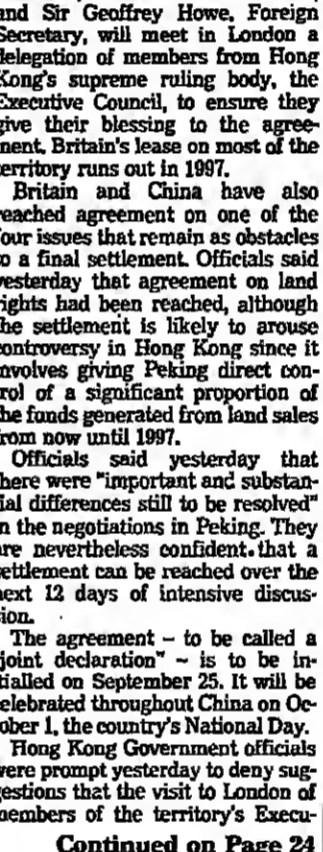 and Sir Geoffrey Howe, Foreign
Secretary, will meet in London a
delegation of members from Hong
Kong's supreme ruling body, the
Executive Council, to ensure they
give their blessing to the agree-
ment. Britain's lease on most of the
territory runs out in 1997.
Britain and China have also
reached agreement on one of the
four issues that remain as obstacles
to a final settlement. Officials said
yesterday that agreement on land
rights had been reached, although
the settlement is likely to arouse
controversy in Hong Kong since it
involves giving Peking direct con-
trol of a significant proportion of
the funds generated from land sales
from now until 1997.
Officials said yesterday that
there were "important and substan-
tial differences still to be resolved"
in the negotiations in Peking. They
are nevertheless confident that a
settlement can be reached over the
next 12 days of intensive discus-
sion.
The agreement - to be called a
"joint declaration" - is to be in-
itialled on September 25. It will be
celebrated throughout China on Oc-
tober 1, the country's National Day.
Hong Kong Government officials
were prompt yesterday to deny sug-
gestions that the visit to London of
members of the territory's Execu-
Continued on Page 24